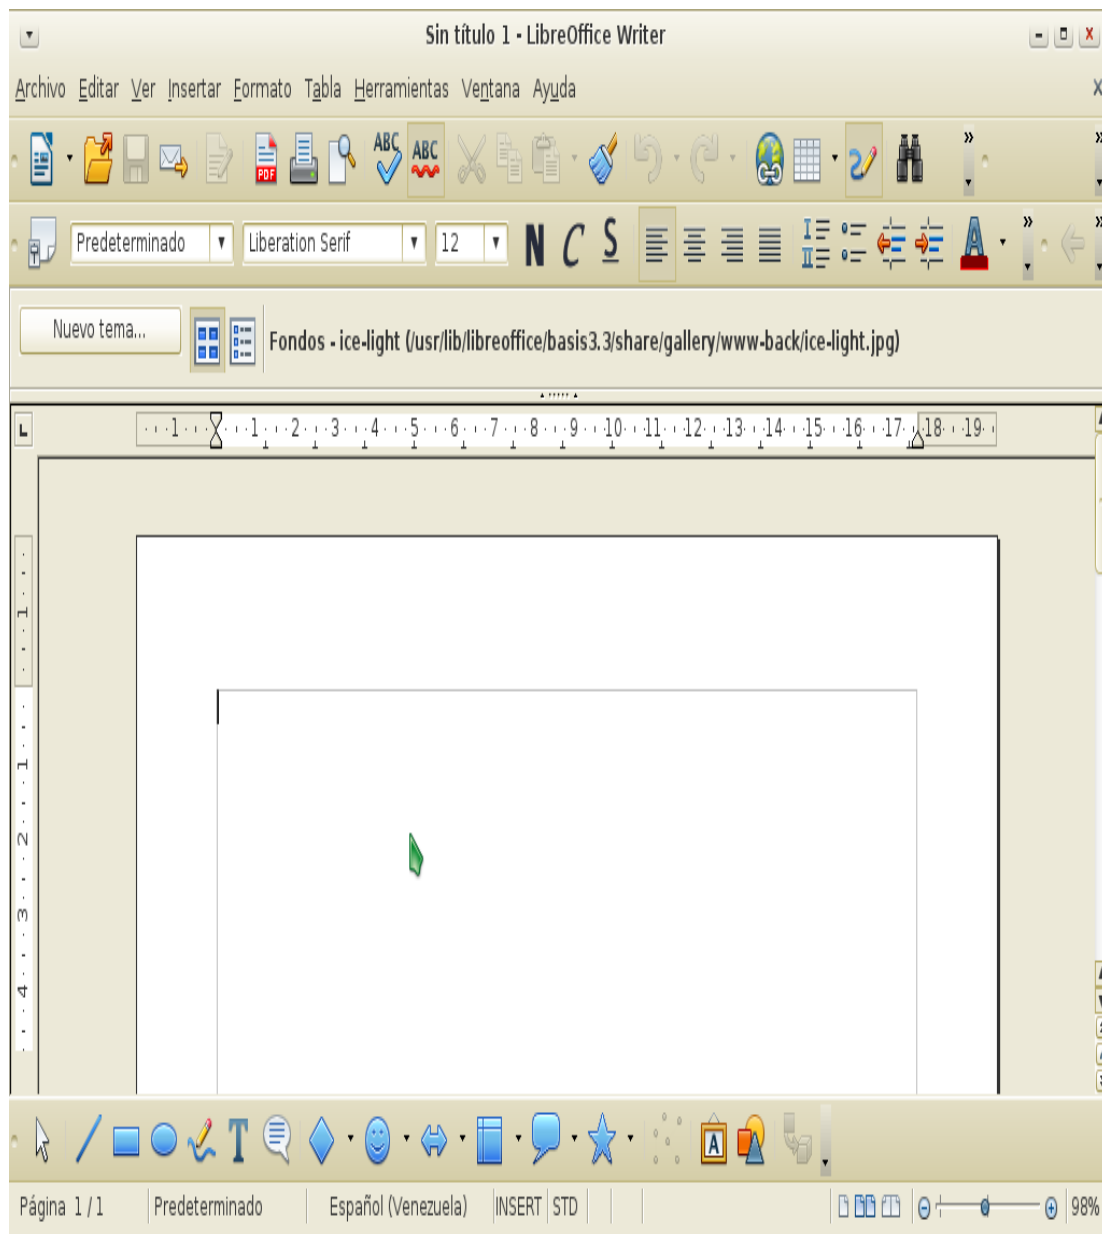 Sin título 1 - LibreOffice Writer
Archivo Editar Ver Insertar Formato Tabla Herramientas Ventana Ayuda
PDF ABC ABC
Predeterminado Liberation Serif 12 N C S A
Nuevo tema... Fondos - ice-light (/usr/lib/libreoffice/basis3.3/share/gallery/www-back/ice-light.jpg)
1 1 2 3 4 5 6 7 8 9 10 11 12 13 14 15 16 17 18 19
1
1
2
3
4
T A
Página 1 / 1 Predeterminado Español (Venezuela) INSERT STD 98%